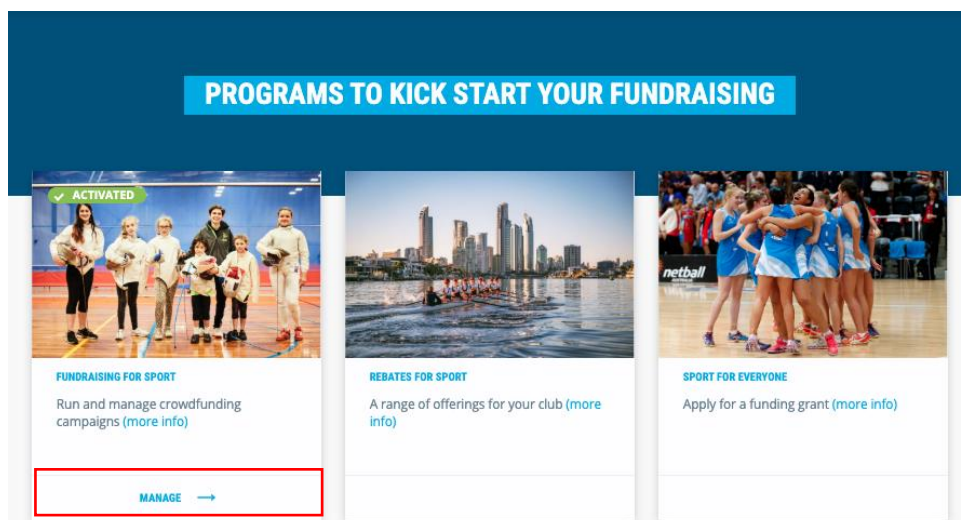 PROGRAMS TO KICK START YOUR FUNDRAISING
ACTIVATED
netball
FUNDRAISING FOR SPORT
Run and manage crowdfunding
campaigns (more info)
MANAGE →
REBATES FOR SPORT
A range of offerings for your club (more
info)
SPORT FOR EVERYONE
Apply for a funding grant (more info)